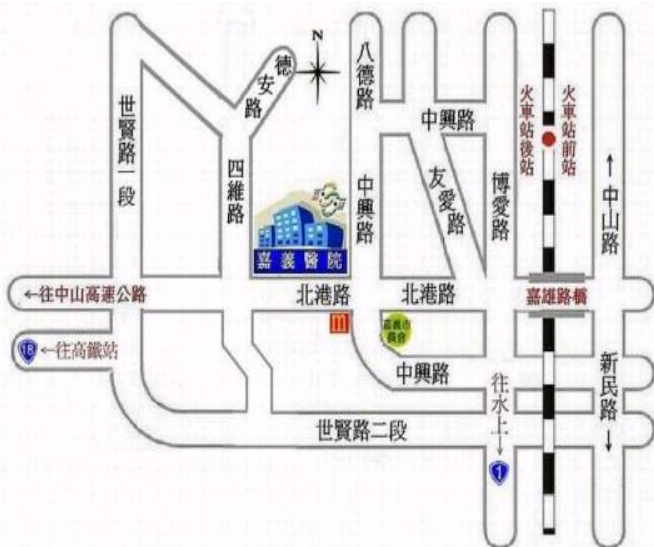 N
八德路
德安路
中興路
世賢路一段
四維路
中興路
友愛路
博愛路
火車站後站
火車站前站
↑中山路
嘉義醫院
←往中山高速公路
北港路
北港路
嘉雄路橋
m
嘉義市
農會
18
←往高鐵站
中興路
往水上→
新民路→
世賢路二段
1